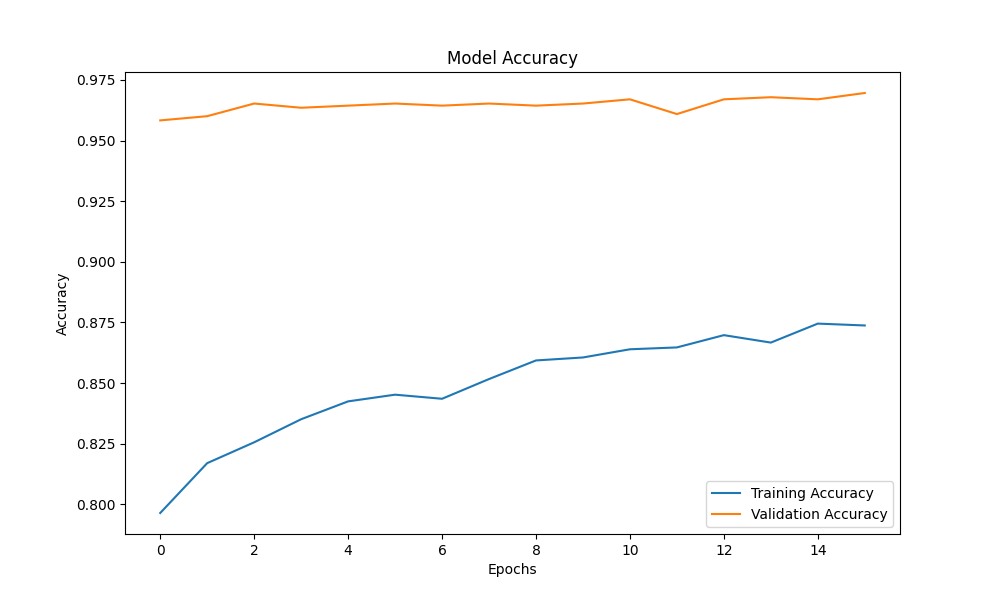 Model Accuracy
0.975
0.950
0.925
0.900
0.875
0.850
0.825
0.800
Accuracy
0 2 4 6 8 10 12 14
Epochs
Training Accuracy
Validation Accuracy